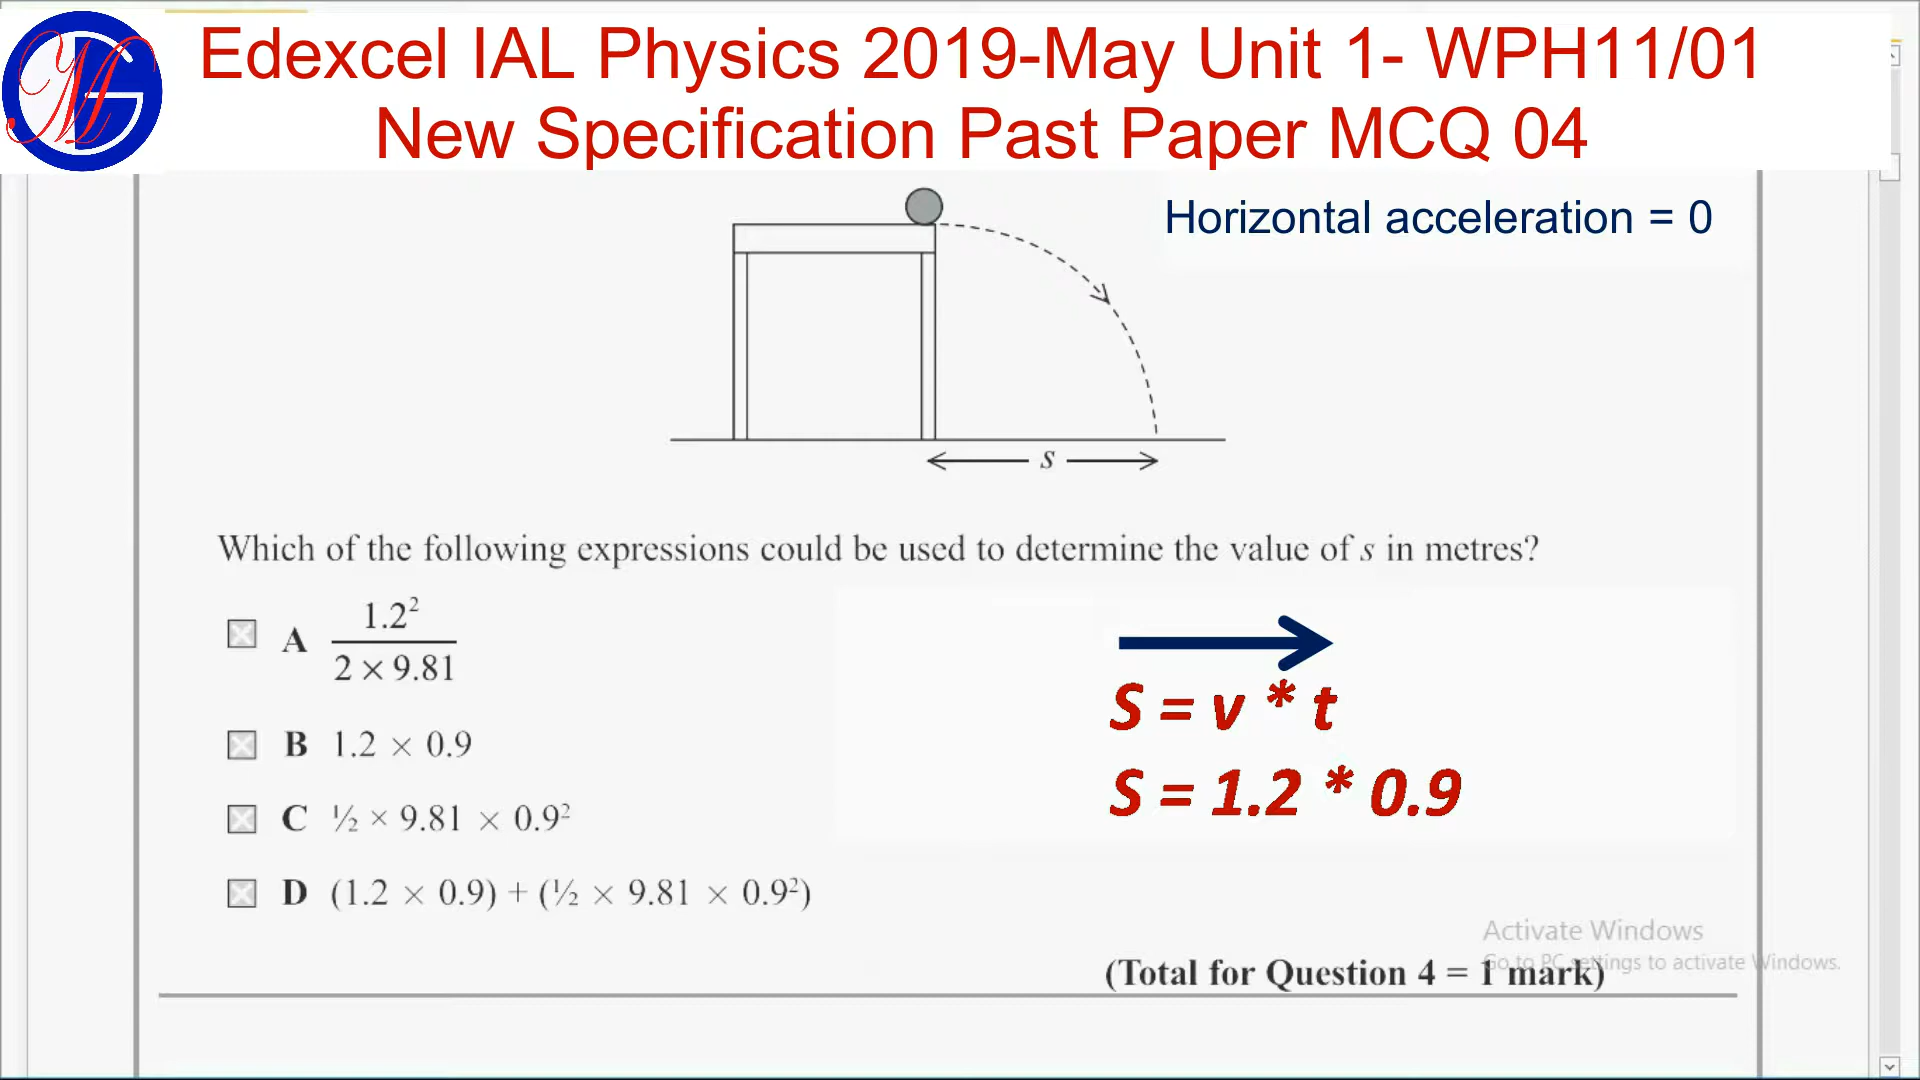 Edexcel IAL Physics 2019-May Unit 1- WPH11/01
New Specification Past Paper MCQ 04
Horizontal acceleration = 0
s
Which of the following expressions could be used to determine the value of s in metres?
A 1.2² / 2 × 9.81
B 1.2 × 0.9
C ½ × 9.81 × 0.9²
D (1.2 × 0.9) + (½ × 9.81 × 0.9²)
S = v * t
S = 1.2 * 0.9
Activate Windows
Go to PC settings to activate Windows.
(Total for Question 4 = 1 mark)